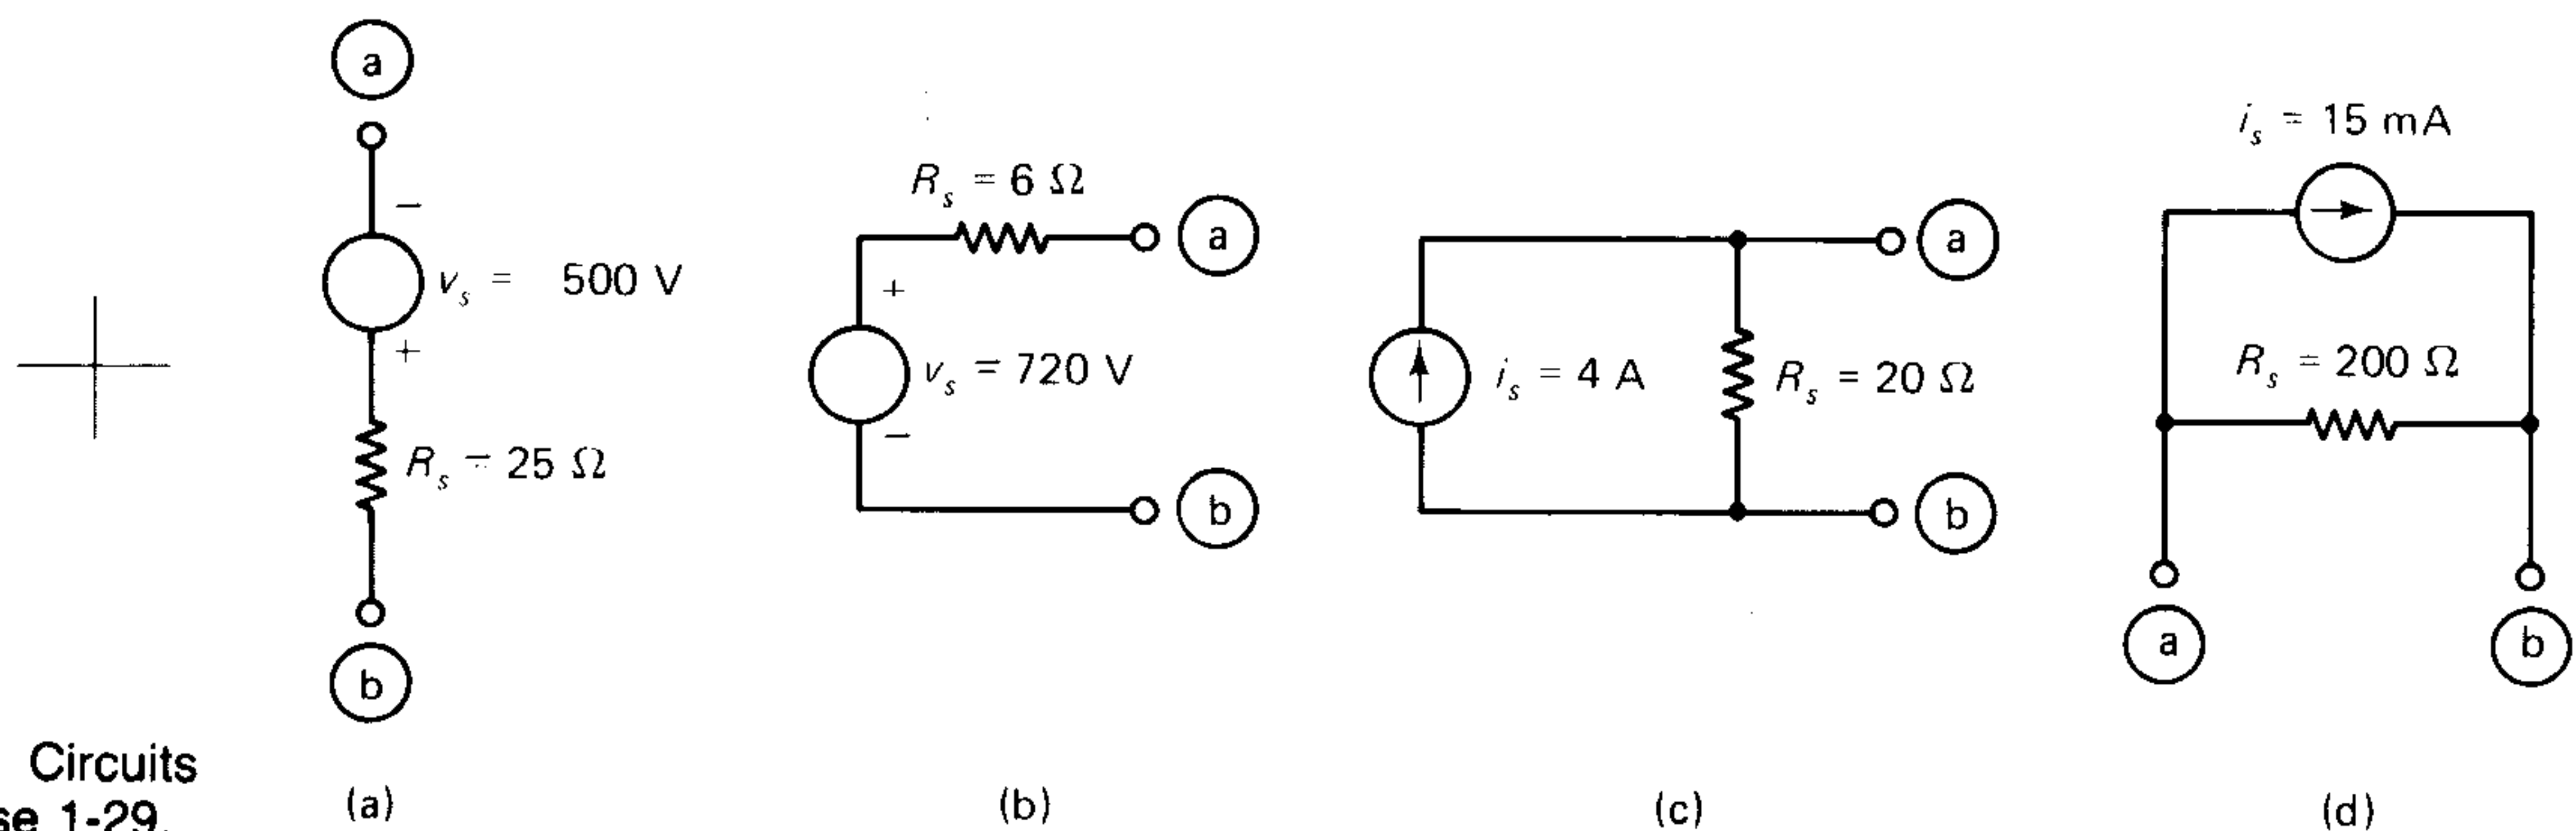 a
−
v_s = 500 V
+
R_s = 25 Ω
b
(a)
R_s = 6 Ω
a
+
v_s = 720 V
−
b
(b)
a
i_s = 4 A
R_s = 20 Ω
b
(c)
i_s = 15 mA
R_s = 200 Ω
a
b
(d)
Circuits
se 1-29.